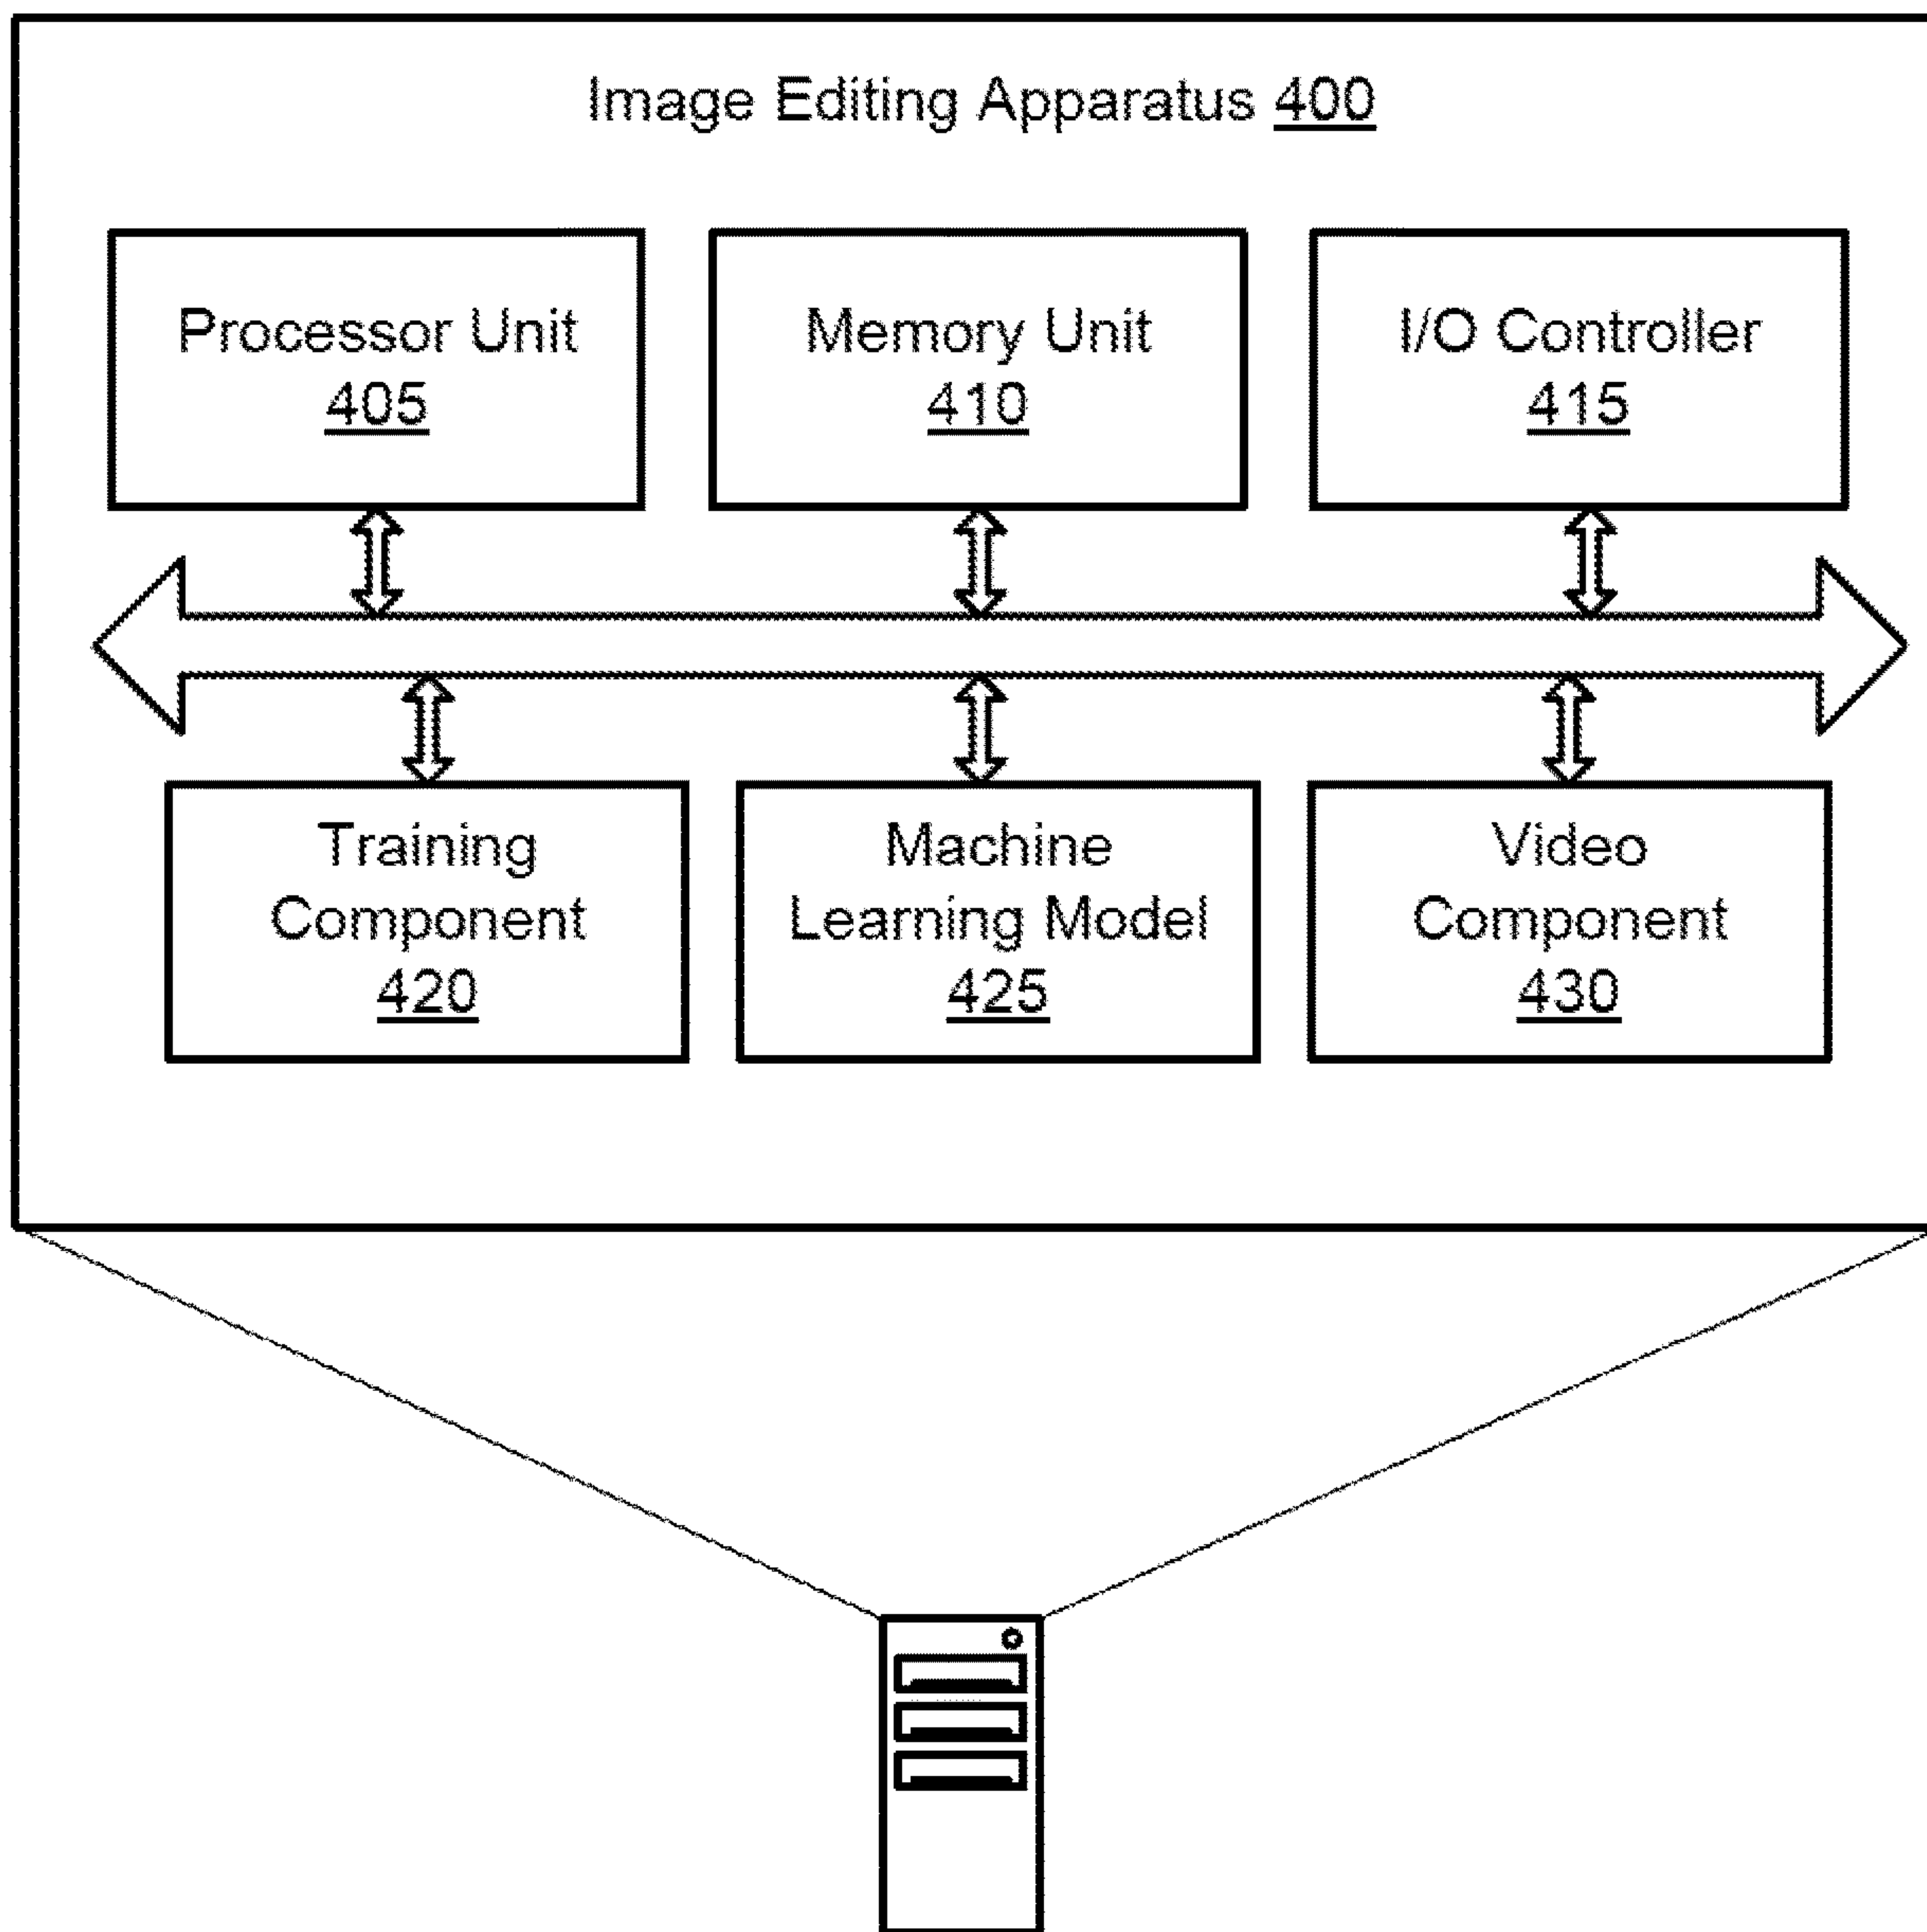 Image Editing Apparatus 400
Processor Unit
405
Memory Unit
410
I/O Controller
415
Training
Component
420
Machine
Learning Model
425
Video
Component
430